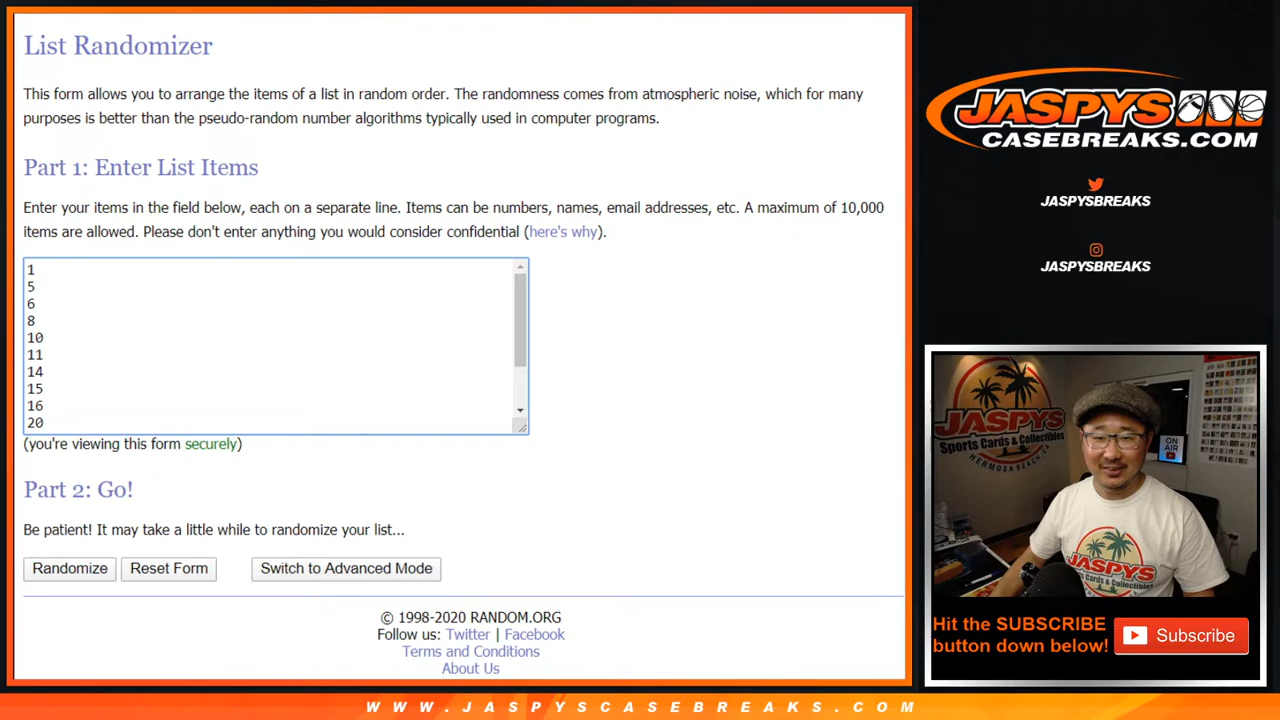 List Randomizer
This form allows you to arrange the items of a list in random order. The randomness comes from atmospheric noise, which for many
purposes is better than the pseudo-random number algorithms typically used in computer programs.
Part 1: Enter List Items
Enter your items in the field below, each on a separate line. Items can be numbers, names, email addresses, etc. A maximum of 10,000
items are allowed. Please don't enter anything you would consider confidential (here's why).
1
5
6
8
10
11
14
15
16
20
(you're viewing this form securely)
Part 2: Go!
Be patient! It may take a little while to randomize your list...
Randomize
Reset Form
Switch to Advanced Mode
© 1998-2020 RANDOM.ORG
Follow us: Twitter | Facebook
Terms and Conditions
About Us
JASPYS
CASEBREAKS.COM
JASPYSBREAKS
JASPYSBREAKS
JASPYS
Sports Cards & Collectibles
HERMOSA BEACH, CA
ON
AIR
JASPYS
Sports Cards & Collectibles
Hit the SUBSCRIBE
button down below!
Subscribe
WWW.JASPYSCASEBREAKS.COM